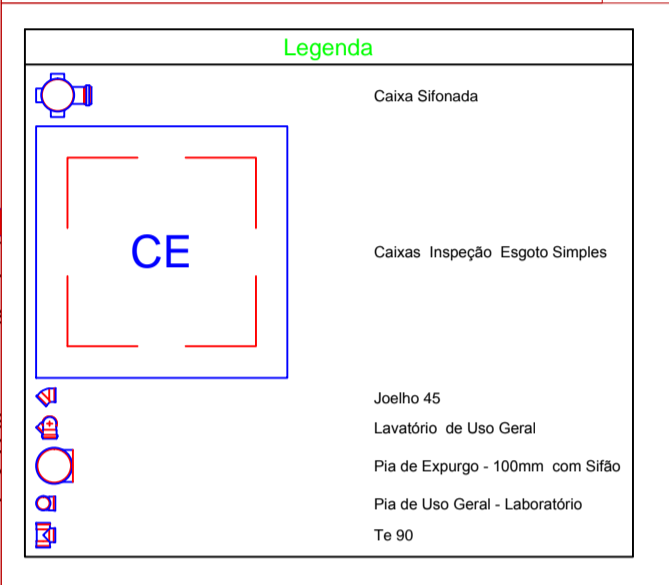 Legenda
Caixa Sifonada
CE
Caixas Inspeção Esgoto Simples
Joelho 45
Lavatório de Uso Geral
Pia de Expurgo - 100mm com Sifão
Pia de Uso Geral - Laboratório
Te 90